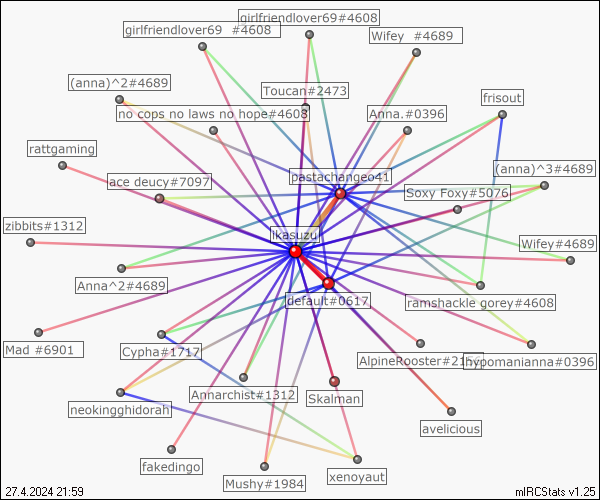 girlfriendlover69#4608
girlfriendlover69 #4608
Wifey #4689
(anna)^2#4689
Toucan#2473
frisout
no cops no laws no hope#4608
Anna.#0396
rattgaming
pastachangeo41
(anna)^3#4689
ace deucy#7097
Soxy Foxy#5076
zibbits#1312
ikasuzu
Wifey#4689
Anna^2#4689
default#0617
ramshackle gorey#4608
Mad #6901
Cypha#1717
AlpineRooster#
hypomanianna#0396
Annarchist#1312
Skalman
neokingghidorah
avelicious
fakedingo
Mushy#1984
xenoyaut
27.4.2024 21:59
mIRCStats v1.25